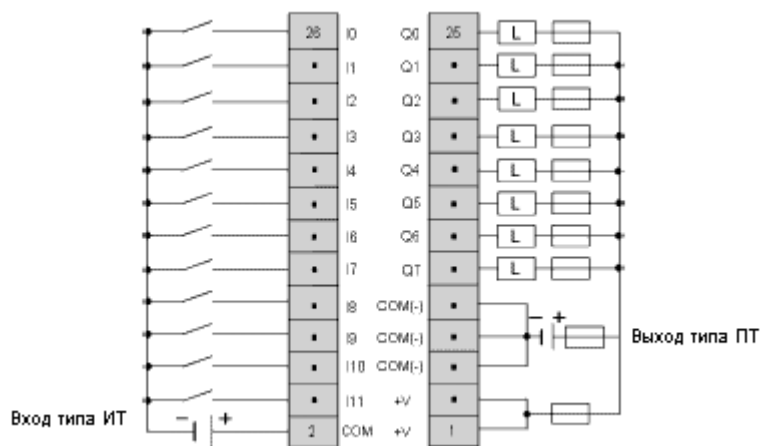 26 I0 Q0 25 L
I1 Q1 L
I2 Q2 L
I3 Q3 L
I4 Q4 L
I5 Q5 L
I6 Q6 L
I7 QT L
I8 COM(-)
I9 COM(-) − + Выход типа ПТ
I10 COM(-)
I11 +V
Вход типа ИТ − + 2 COM +V 1